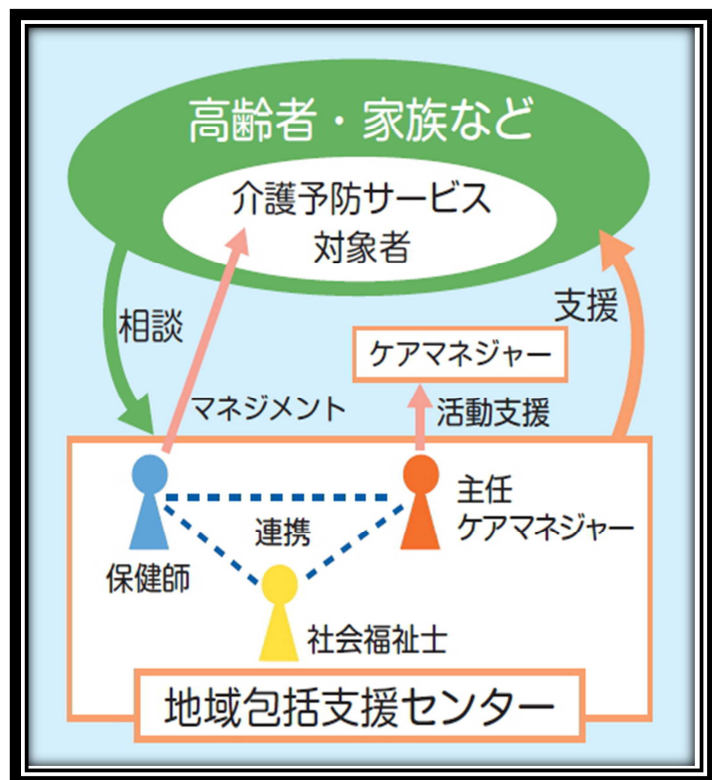 高齢者・家族など
介護予防サービス
対象者
相談
支援
ケアマネジャー
マネジメント
活動支援
主任
ケアマネジャー
連携
保健師
社会福祉士
地域包括支援センター